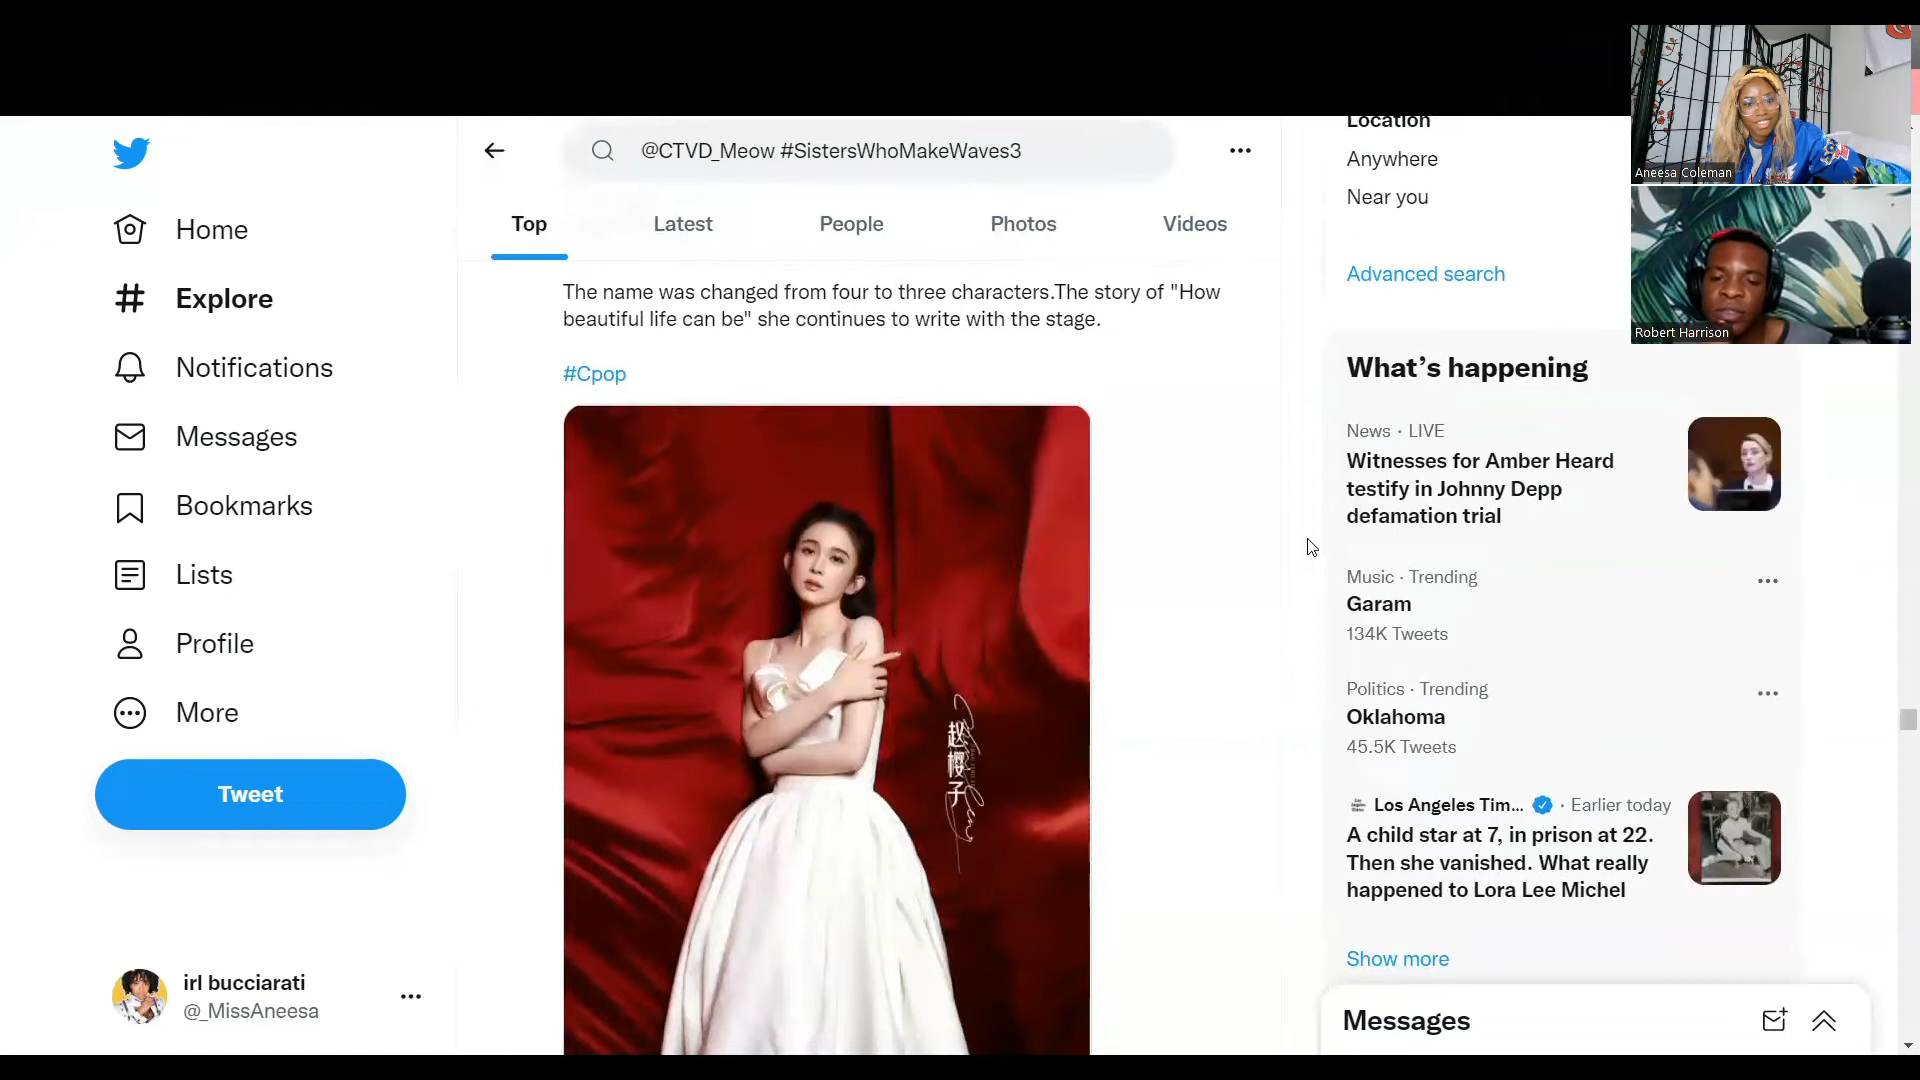 @CTVD_Meow #SistersWhoMakeWaves3
Top
Latest
People
Photos
Videos
Home
Explore
Notifications
Messages
Bookmarks
Lists
Profile
More
Tweet
irl bucciarati
@_MissAneesa
The name was changed from four to three characters.The story of "How
beautiful life can be" she continues to write with the stage.
#Cpop
赵樱子
Location
Anywhere
Near you
Advanced search
What’s happening
News · LIVE
Witnesses for Amber Heard
testify in Johnny Depp
defamation trial
Music · Trending
Garam
134K Tweets
Politics · Trending
Oklahoma
45.5K Tweets
Los Angeles Tim... · Earlier today
A child star at 7, in prison at 22.
Then she vanished. What really
happened to Lora Lee Michel
Show more
Messages
Aneesa Coleman
Robert Harrison